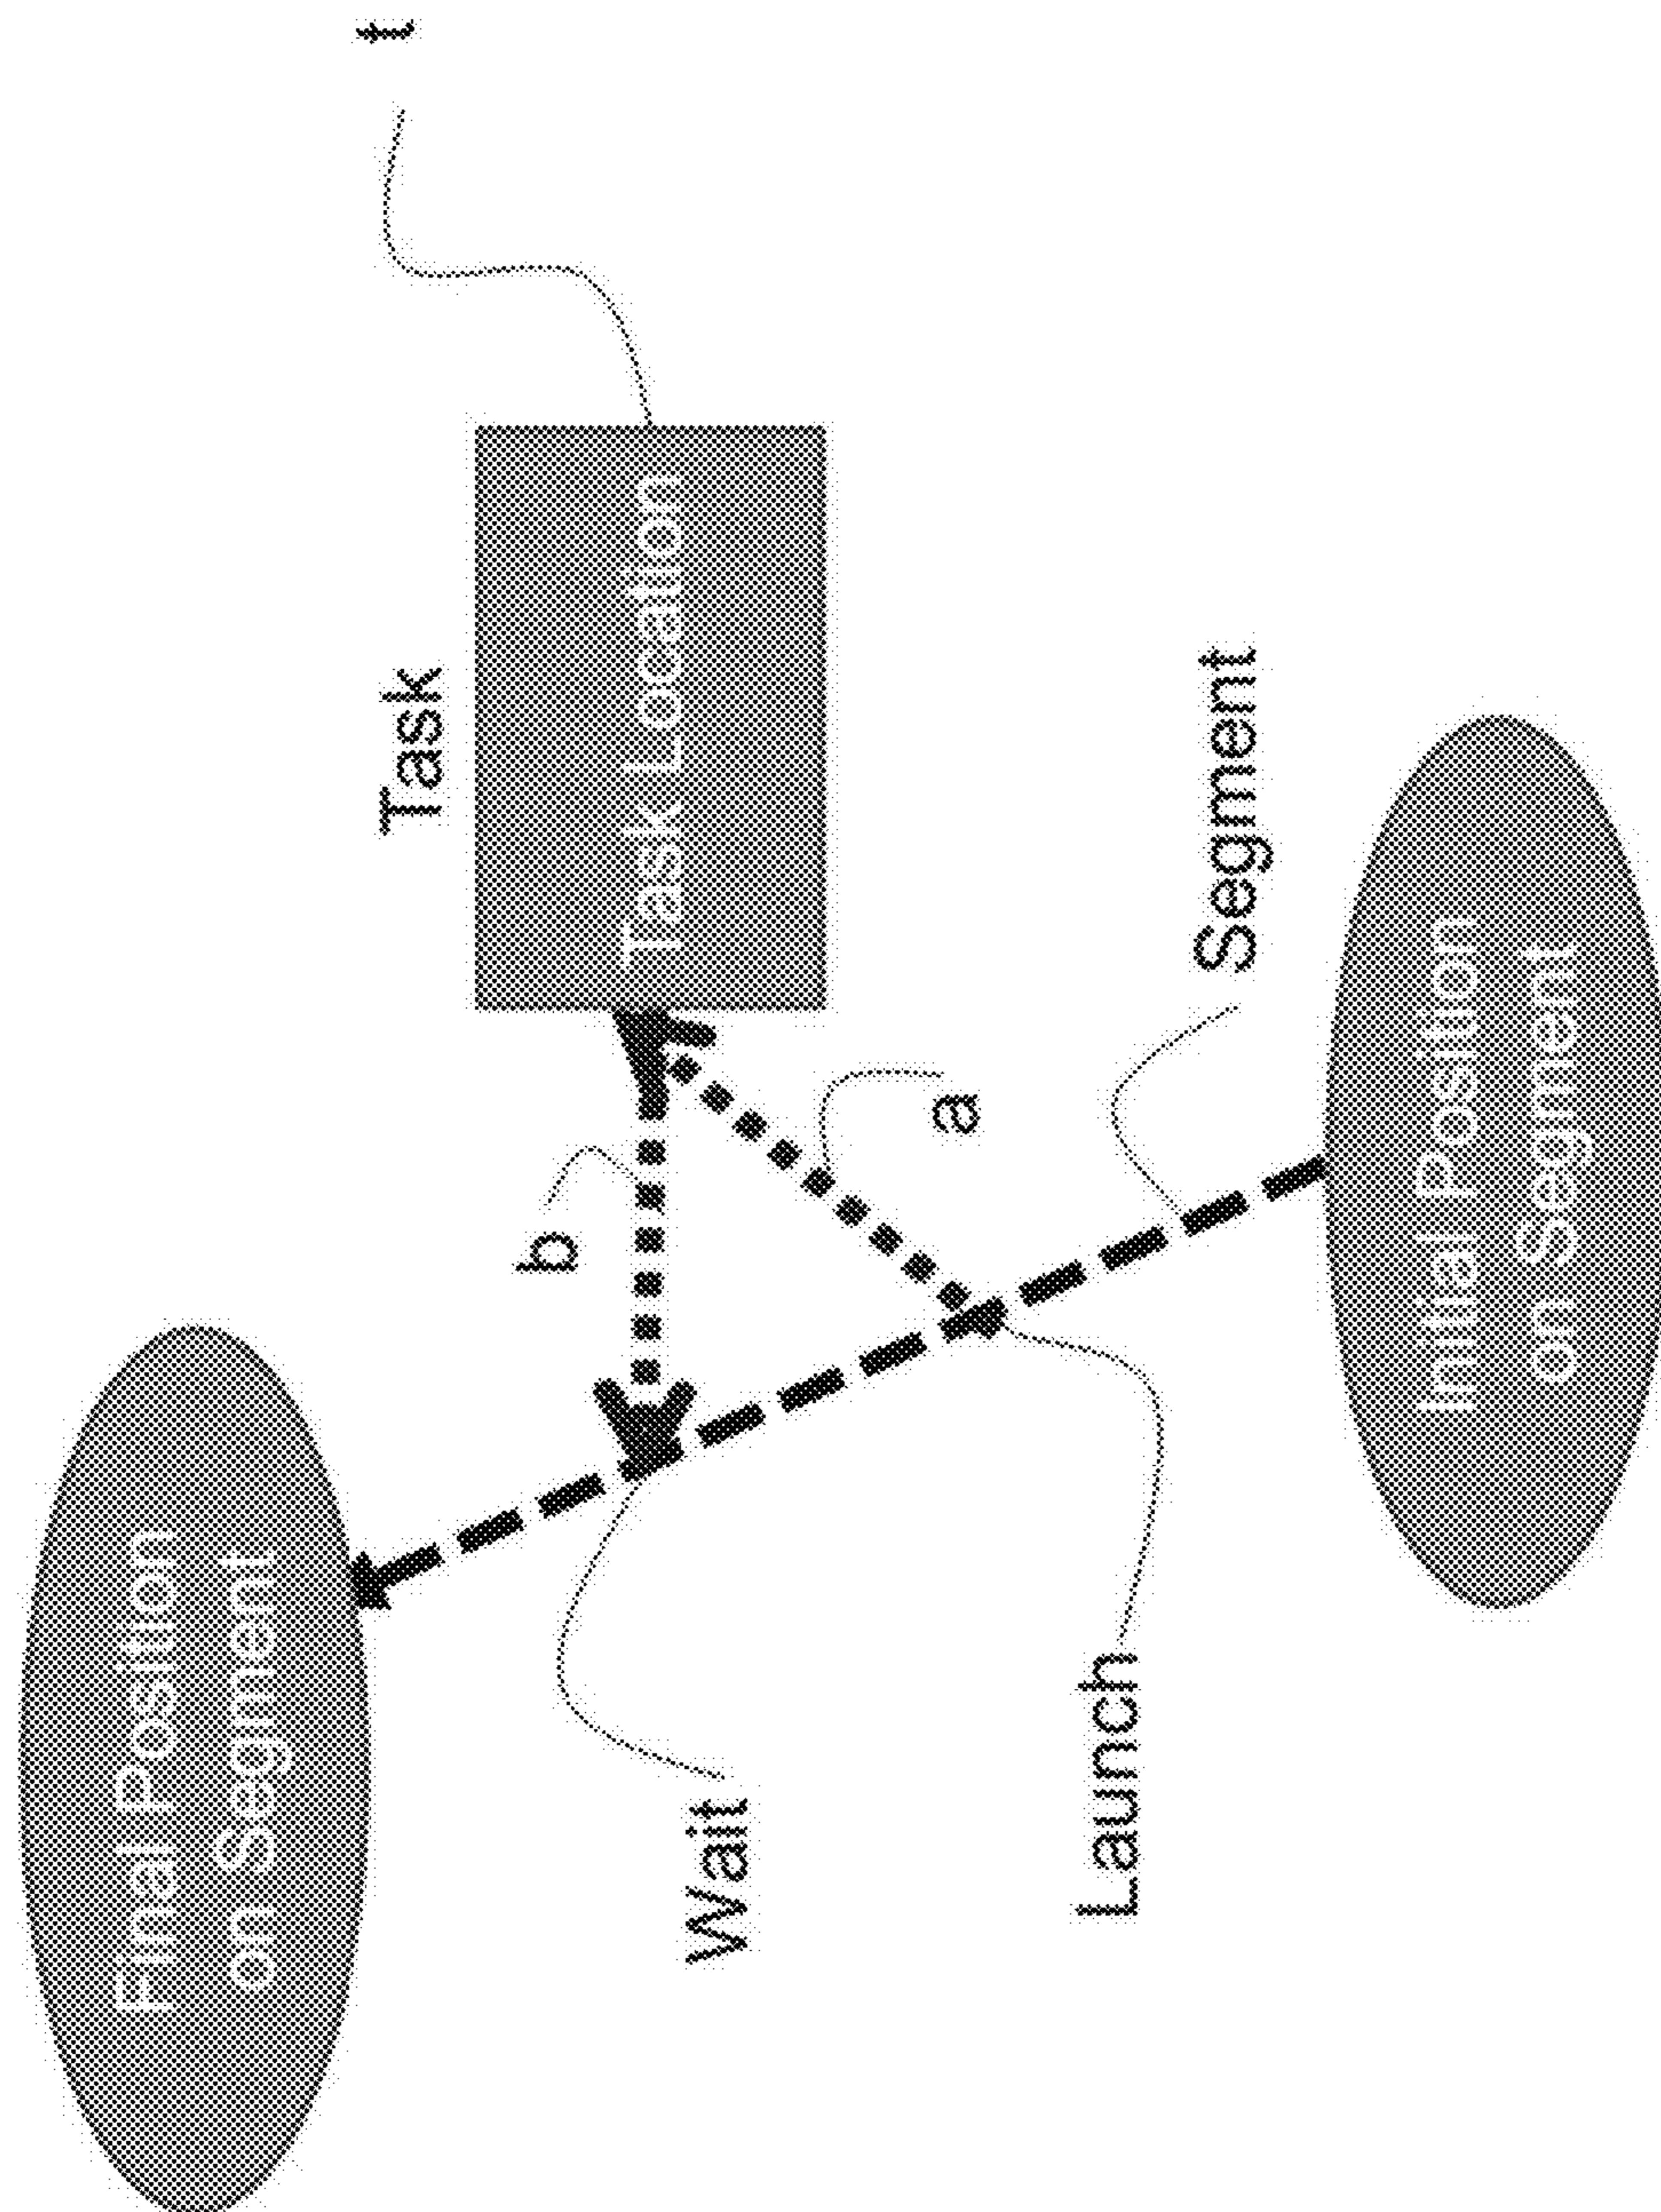 t
Task
Task Location
b
a
Segment
Final Position
on Segment
Wait
Launch
Initial Position
on Segment